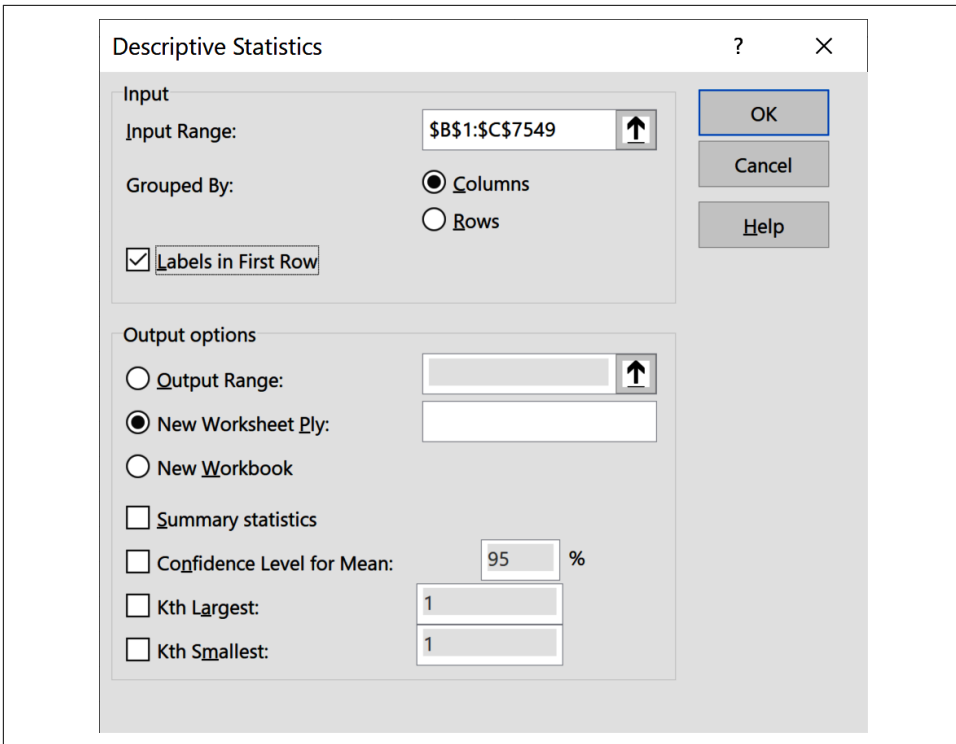 Descriptive Statistics ?
Input
Input Range: $B$1:$C$7549
OK
Cancel
Grouped By: Columns
Rows
Help
Labels in First Row
Output options
Output Range:
New Worksheet Ply:
New Workbook
Summary statistics
Confidence Level for Mean: 95 %
Kth Largest: 1
Kth Smallest: 1